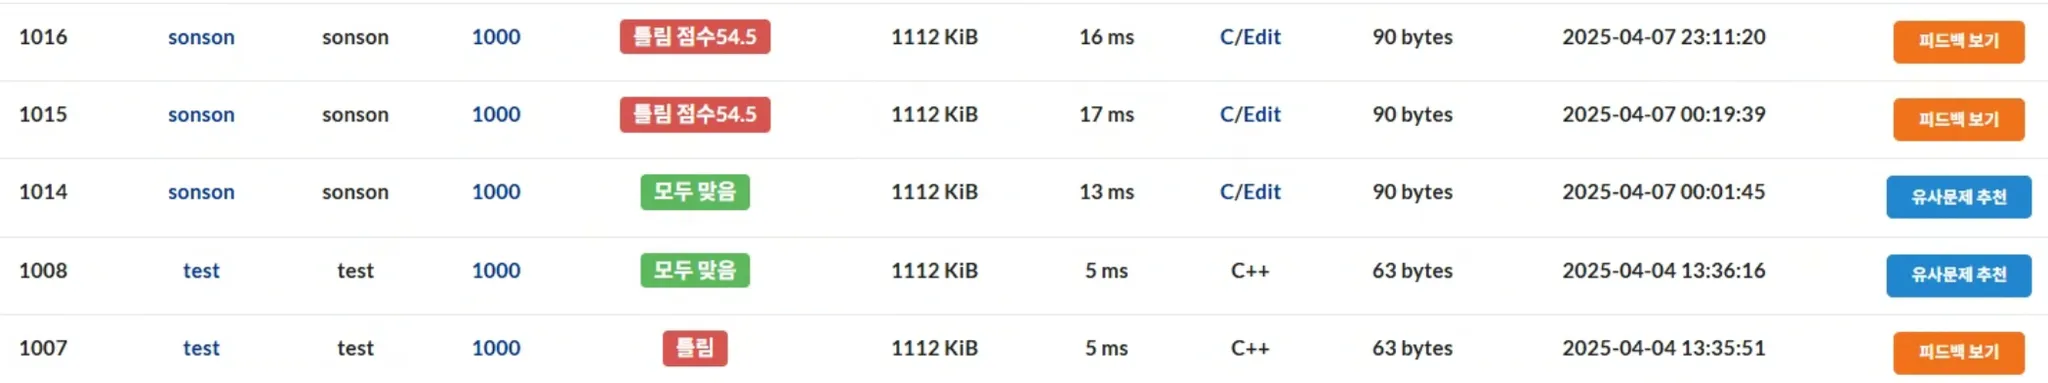 1016 sonson sonson 1000 틀림 점수54.5 1112 KiB 16 ms C/Edit 90 bytes 2025-04-07 23:11:20 피드백 보기
1015 sonson sonson 1000 틀림 점수54.5 1112 KiB 17 ms C/Edit 90 bytes 2025-04-07 00:19:39 피드백 보기
1014 sonson sonson 1000 모두 맞음 1112 KiB 13 ms C/Edit 90 bytes 2025-04-07 00:01:45 유사문제 추천
1008 test test 1000 모두 맞음 1112 KiB 5 ms C++ 63 bytes 2025-04-04 13:36:16 유사문제 추천
1007 test test 1000 틀림 1112 KiB 5 ms C++ 63 bytes 2025-04-04 13:35:51 피드백 보기